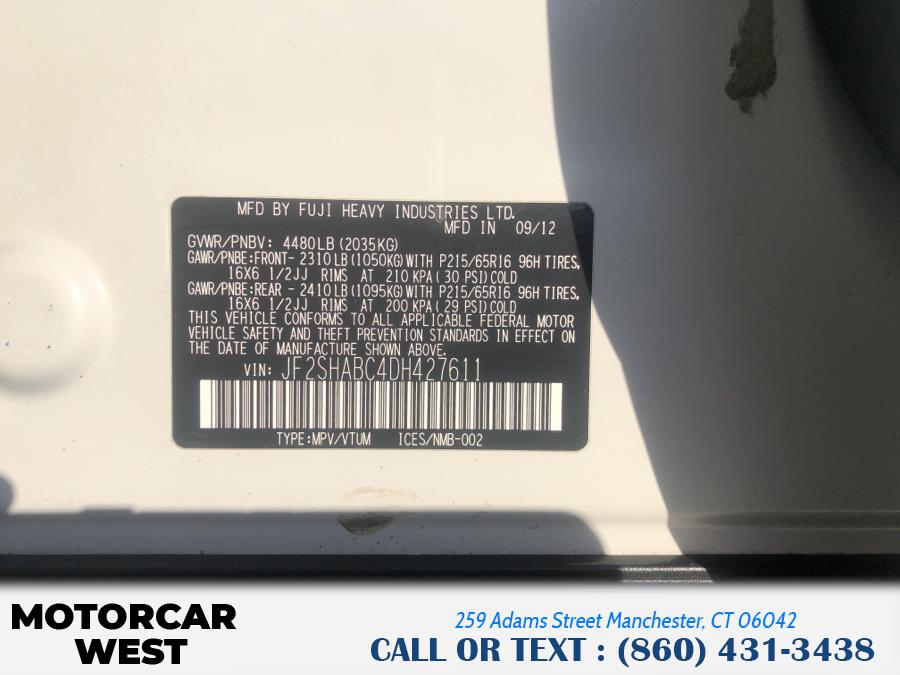 MFD BY FUJI HEAVY INDUSTRIES LTD.
MFD IN 09/12
GVWR/PNBV: 4480LB (2035KG)
GAWR/PNBE:FRONT- 2310LB(1050KG)WITH P215/65R16 96H TIRES,
16X6 1/2JJ RIMS AT 210 KPA( 30 PSI)COLD
GAWR/PNBE:REAR - 2410LB(1095KG)WITH P215/65R16 96H TIRES,
16X6 1/2JJ RIMS AT 200 KPA( 29 PSI)COLD
THIS VEHICLE CONFORMS TO ALL APPLICABLE FEDERAL MOTOR
VEHICLE SAFETY AND THEFT PREVENTION STANDARDS IN EFFECT ON
THE DATE OF MANUFACTURE SHOWN ABOVE.
VIN: JF2SHABC4DH427611
TYPE:MPV/VTUM ICES/NMB-002
MOTORCAR
WEST
259 Adams Street Manchester, CT 06042
CALL OR TEXT : (860) 431-3438